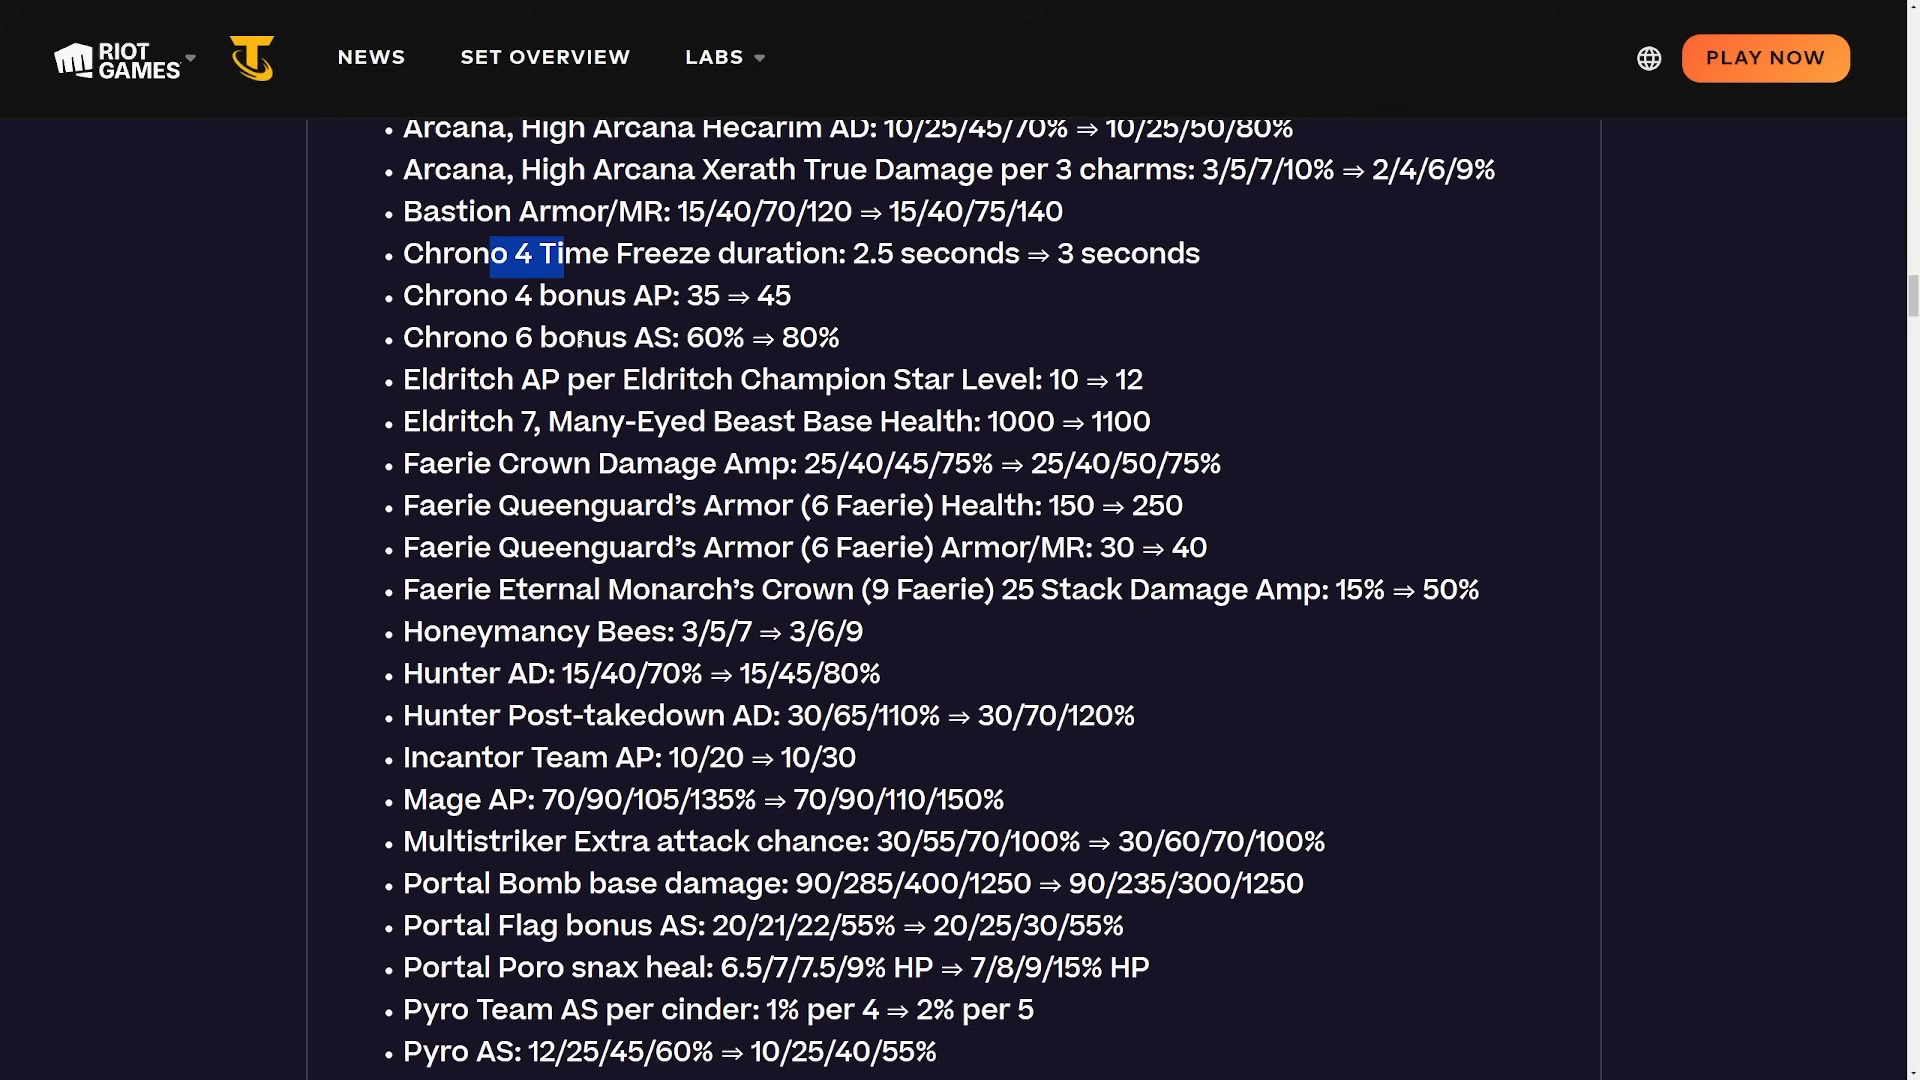 RIOT GAMES
NEWS
SET OVERVIEW
LABS
PLAY NOW
• Arcana, High Arcana Hecarim AD: 10/25/45/70% ⇒ 10/25/50/80%
• Arcana, High Arcana Xerath True Damage per 3 charms: 3/5/7/10% ⇒ 2/4/6/9%
• Bastion Armor/MR: 15/40/70/120 ⇒ 15/40/75/140
• Chrono 4 Time Freeze duration: 2.5 seconds ⇒ 3 seconds
• Chrono 4 bonus AP: 35 ⇒ 45
• Chrono 6 bonus AS: 60% ⇒ 80%
• Eldritch AP per Eldritch Champion Star Level: 10 ⇒ 12
• Eldritch 7, Many-Eyed Beast Base Health: 1000 ⇒ 1100
• Faerie Crown Damage Amp: 25/40/45/75% ⇒ 25/40/50/75%
• Faerie Queenguard’s Armor (6 Faerie) Health: 150 ⇒ 250
• Faerie Queenguard’s Armor (6 Faerie) Armor/MR: 30 ⇒ 40
• Faerie Eternal Monarch’s Crown (9 Faerie) 25 Stack Damage Amp: 15% ⇒ 50%
• Honeymancy Bees: 3/5/7 ⇒ 3/6/9
• Hunter AD: 15/40/70% ⇒ 15/45/80%
• Hunter Post-takedown AD: 30/65/110% ⇒ 30/70/120%
• Incantor Team AP: 10/20 ⇒ 10/30
• Mage AP: 70/90/105/135% ⇒ 70/90/110/150%
• Multistriker Extra attack chance: 30/55/70/100% ⇒ 30/60/70/100%
• Portal Bomb base damage: 90/285/400/1250 ⇒ 90/235/300/1250
• Portal Flag bonus AS: 20/21/22/55% ⇒ 20/25/30/55%
• Portal Poro snax heal: 6.5/7/7.5/9% HP ⇒ 7/8/9/15% HP
• Pyro Team AS per cinder: 1% per 4 ⇒ 2% per 5
• Pyro AS: 12/25/45/60% ⇒ 10/25/40/55%